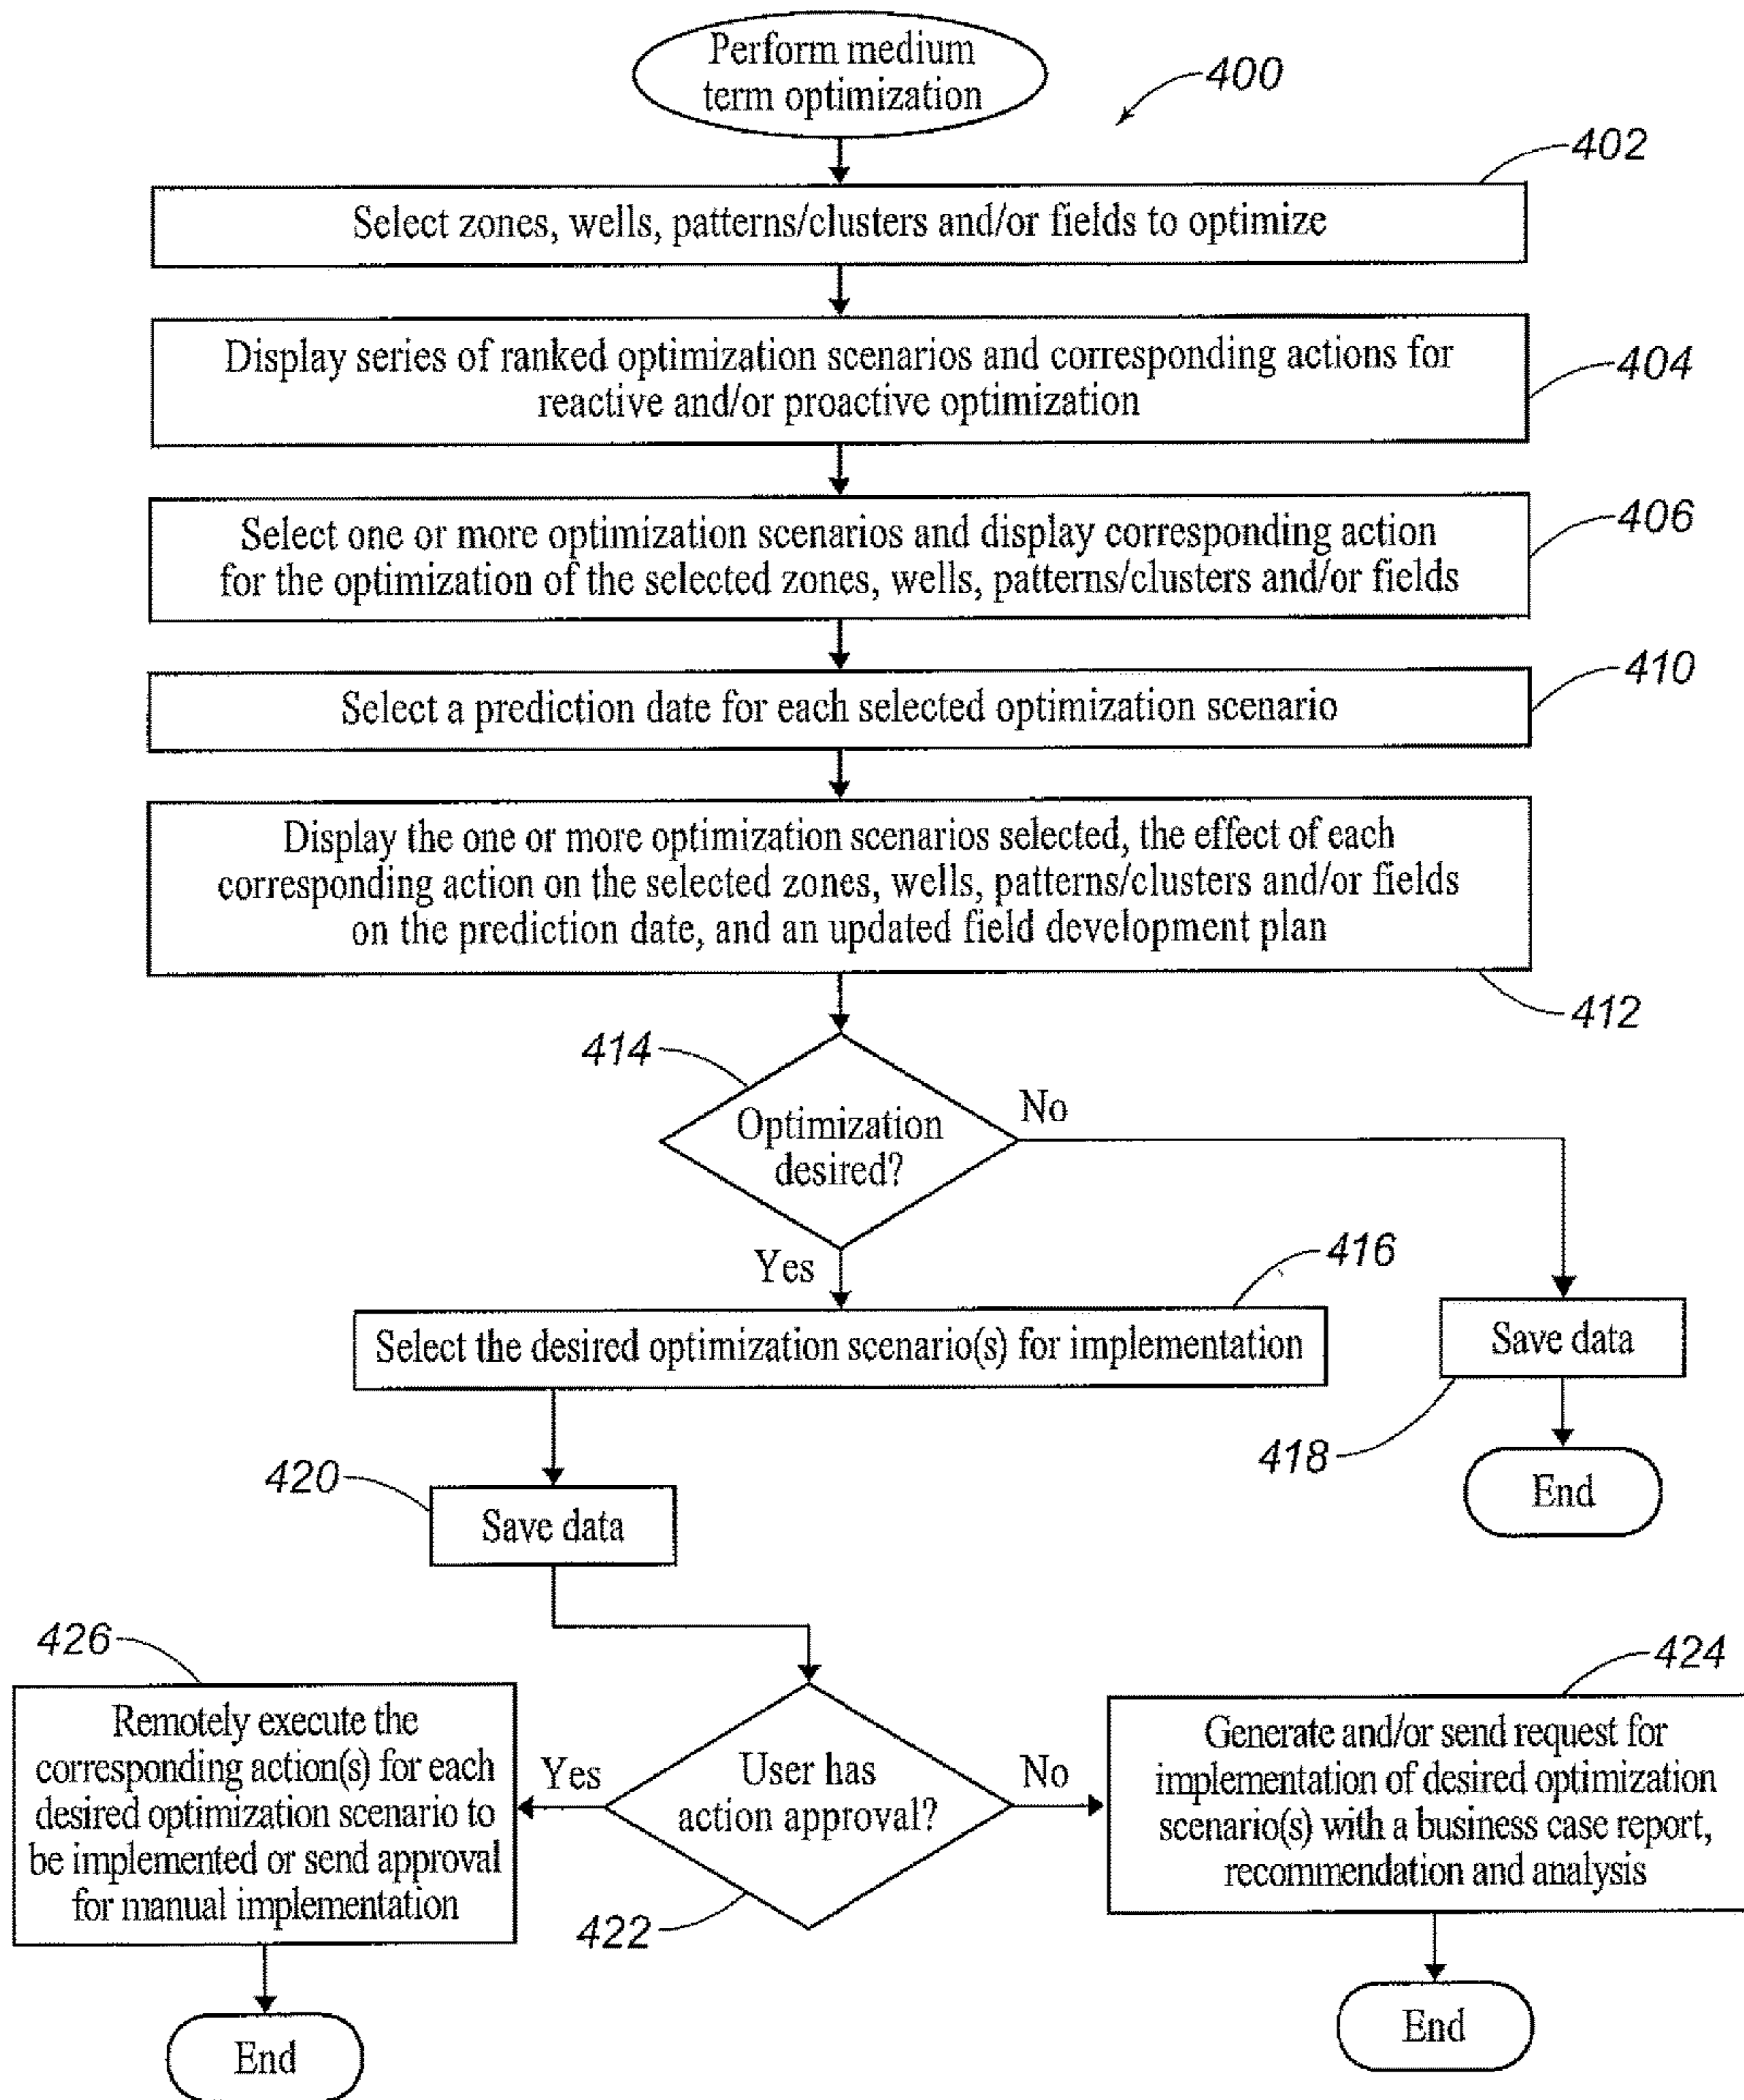 Perform medium
term optimization
400
402
Select zones, wells, patterns/clusters and/or fields to optimize
Display series of ranked optimization scenarios and corresponding actions for
reactive and/or proactive optimization
404
Select one or more optimization scenarios and display corresponding action
for the optimization of the selected zones, wells, patterns/clusters and/or fields
406
410
Select a prediction date for each selected optimization scenario
Display the one or more optimization scenarios selected, the effect of each
corresponding action on the selected zones, wells, patterns/clusters and/or fields
on the prediction date, and an updated field development plan
412
414
Optimization
desired?
No
Yes
416
Select the desired optimization scenario(s) for implementation
Save data
418
End
420
Save data
426
Remotely execute the
corresponding action(s) for each
desired optimization scenario to
be implemented or send approval
for manual implementation
Yes
User has
action approval?
No
422
424
Generate and/or send request for
implementation of desired optimization
scenario(s) with a business case report,
recommendation and analysis
End
End